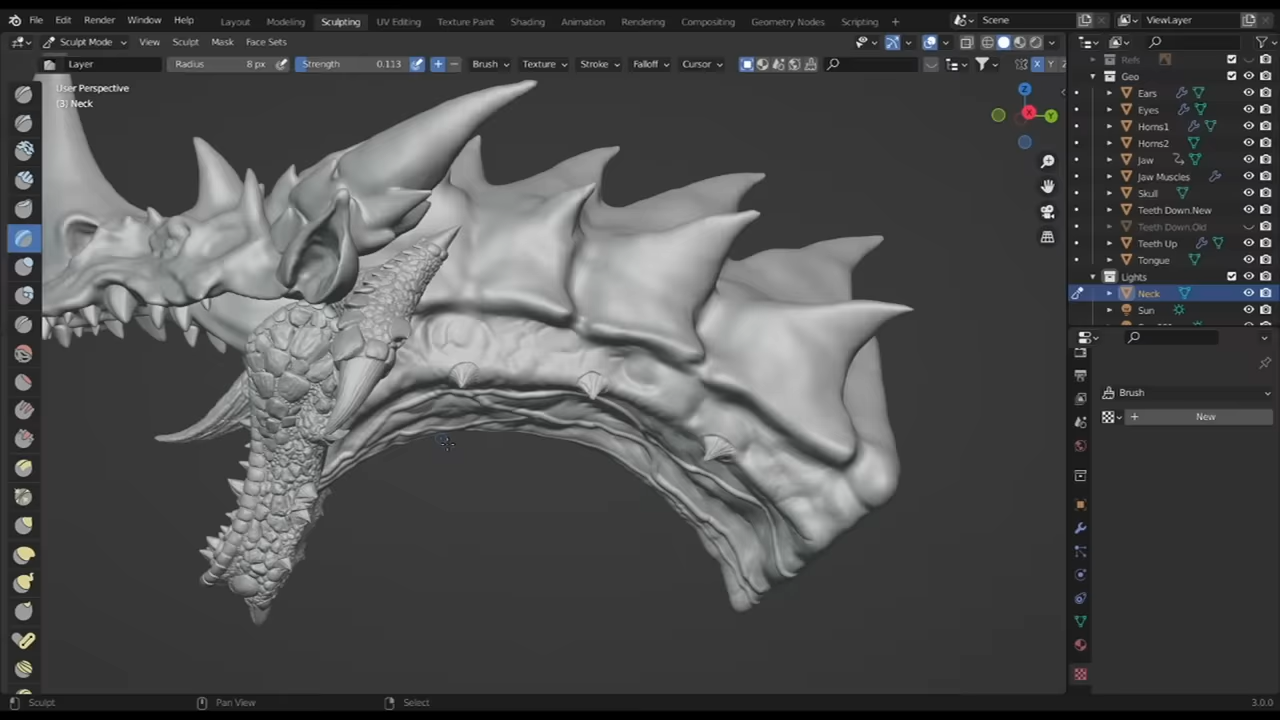 File Edit Render Window Help Layout Modeling Sculpting UV Editing Texture Paint Shading Animation Rendering Compositing Geometry Nodes Scripting + Scene ViewLayer
Sculpt Mode View Sculpt Mask Face Sets
Layer Radius 8 px Strength 0.113 + − Brush Texture Stroke Falloff Cursor X Y
User Perspective
(3) Neck
Z
X
Y
Refs
Geo
Ears
Eyes
Horns1
Horns2
Jaw
Jaw Muscles
Skull
Teeth Down.New
Teeth Down.Old
Teeth Up
Tongue
Lights
Neck
Sun
Brush
+ New
Sculpt Pan View Select 3.0.0